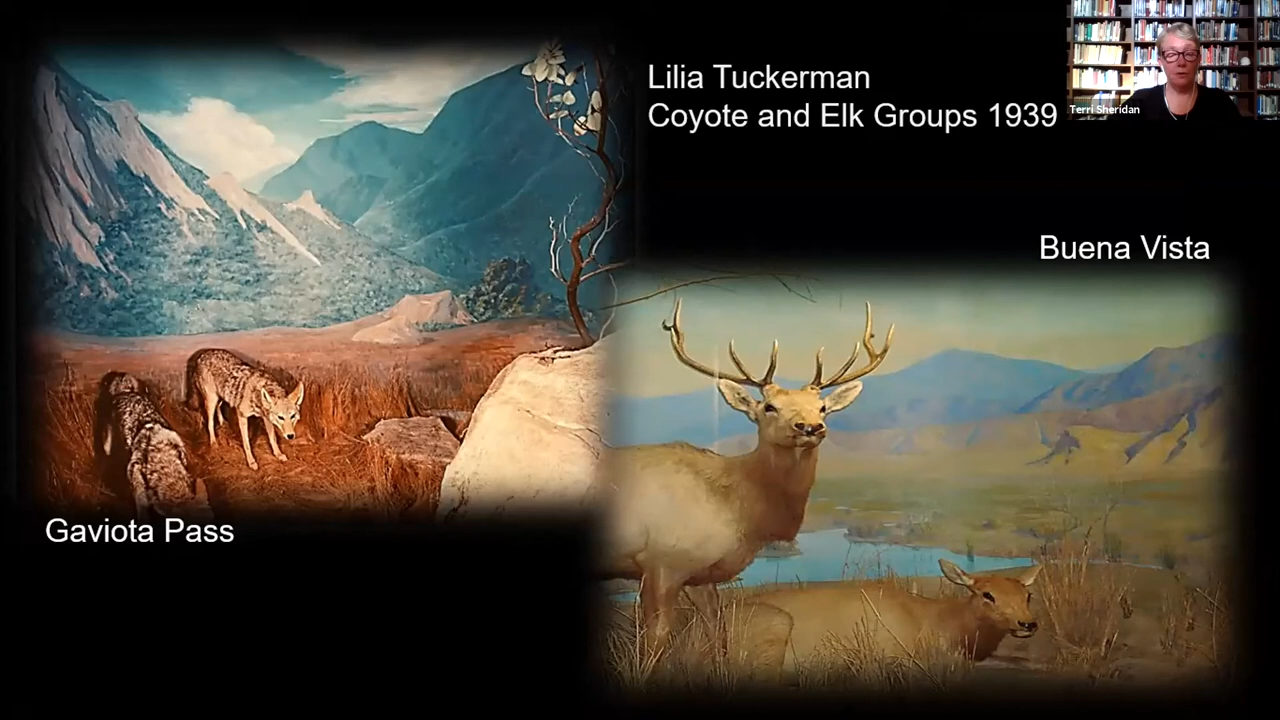 Lilia Tuckerman
Coyote and Elk Groups 1939
Terri Sheridan
Buena Vista
Gaviota Pass